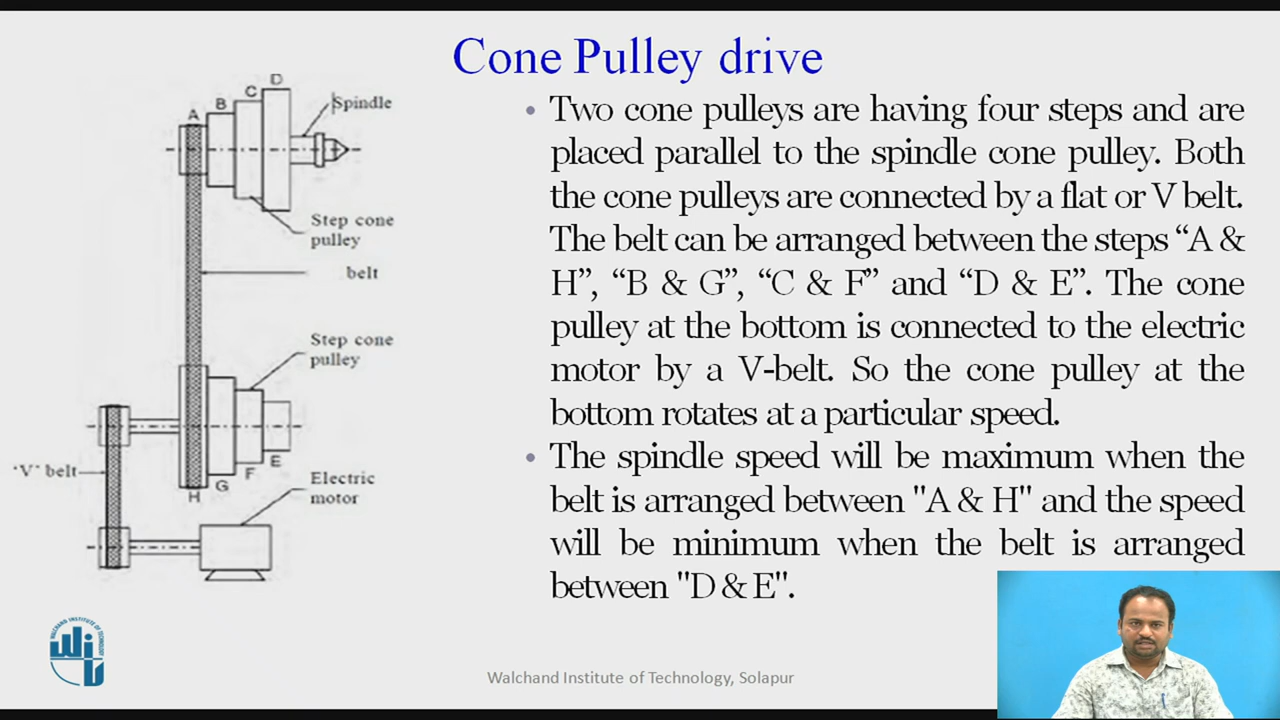 Cone Pulley drive
• Two cone pulleys are having four steps and are
placed parallel to the spindle cone pulley. Both
the cone pulleys are connected by a flat or V belt.
The belt can be arranged between the steps “A &
H”, “B & G”, “C & F” and “D & E”. The cone
pulley at the bottom is connected to the electric
motor by a V-belt. So the cone pulley at the
bottom rotates at a particular speed.
• The spindle speed will be maximum when the
belt is arranged between "A & H" and the speed
will be minimum when the belt is arranged
between "D & E".
D
C
B
A
Spindle
Step cone
pulley
belt
Step cone
pulley
'V' belt
E
F
G
H
Electric
motor
WALCHAND INSTITUTE OF TECHNOLOGY
WIT
Walchand Institute of Technology, Solapur